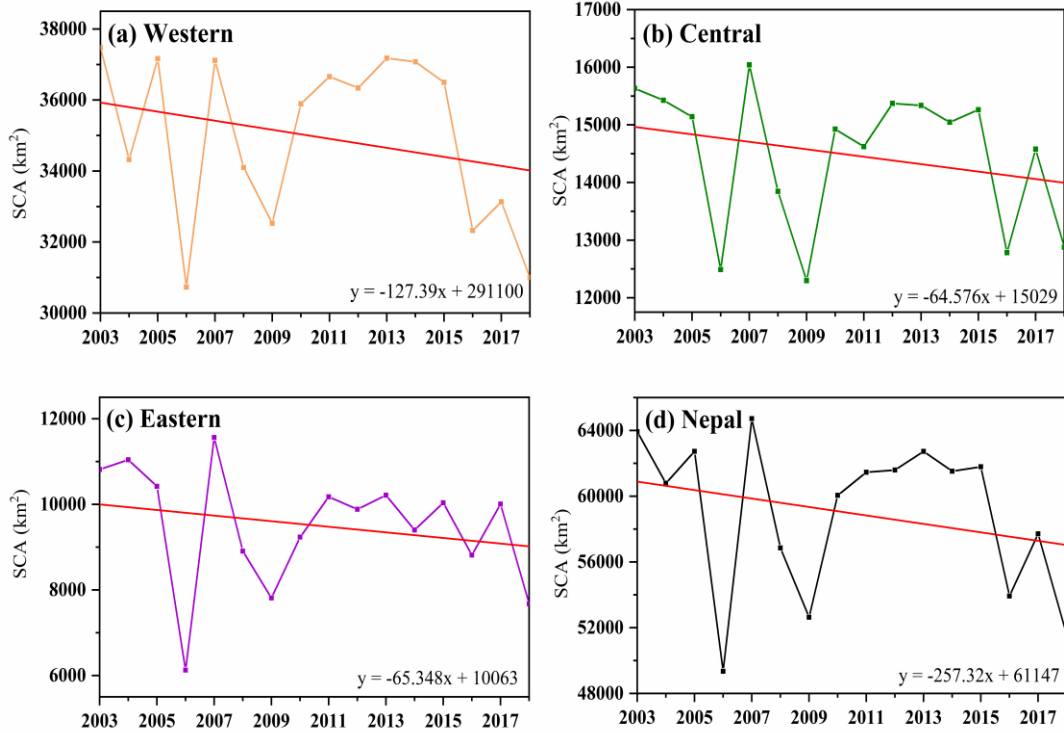 (a) Western
SCA (km²)
38000
36000
34000
32000
30000
y = -127.39x + 291100
2003 2005 2007 2009 2011 2013 2015 2017
(b) Central
SCA (km²)
17000
16000
15000
14000
13000
12000
y = -64.576x + 15029
2003 2005 2007 2009 2011 2013 2015 2017
(c) Eastern
SCA (km²)
12000
10000
8000
6000
y = -65.348x + 10063
2003 2005 2007 2009 2011 2013 2015 2017
(d) Nepal
SCA (km²)
64000
60000
56000
52000
48000
y = -257.32x + 61147
2003 2005 2007 2009 2011 2013 2015 2017